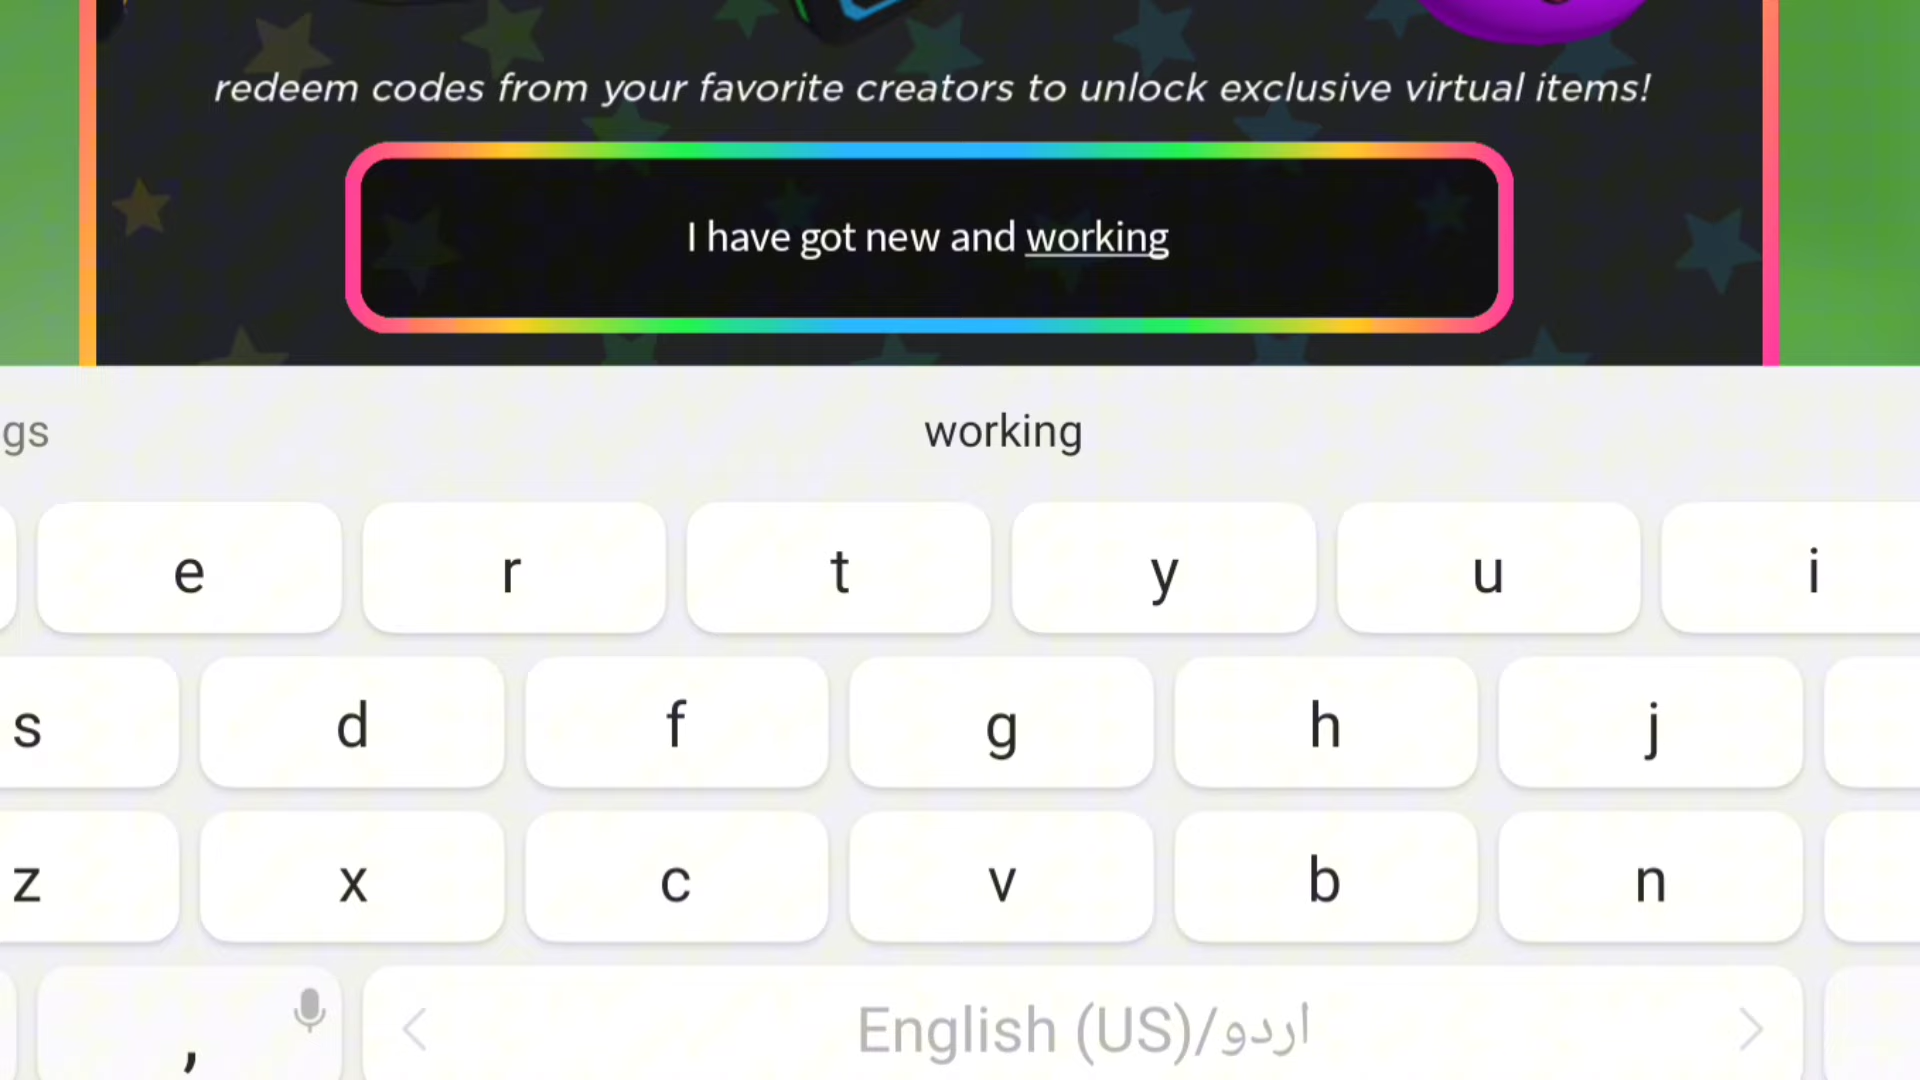 redeem codes from your favorite creators to unlock exclusive virtual items!
I have got new and working
gs working
e r t y u i
s d f g h j
z x c v b n
, English (US)/اردو